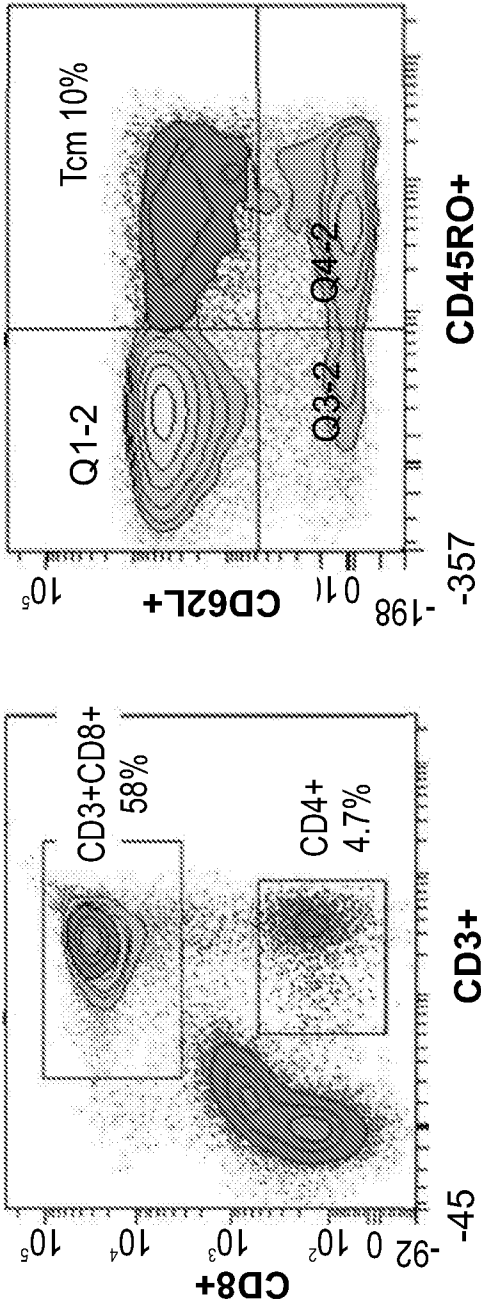 10⁵
10⁴
10³
10²
0
-92
CD8+
-45
CD3+
CD3+CD8+
58%
CD4+
4.7%
10⁵
0
-198
CD62L+
-357
CD45RO+
Q1-2
Tcm 10%
Q3-2
Q4-2